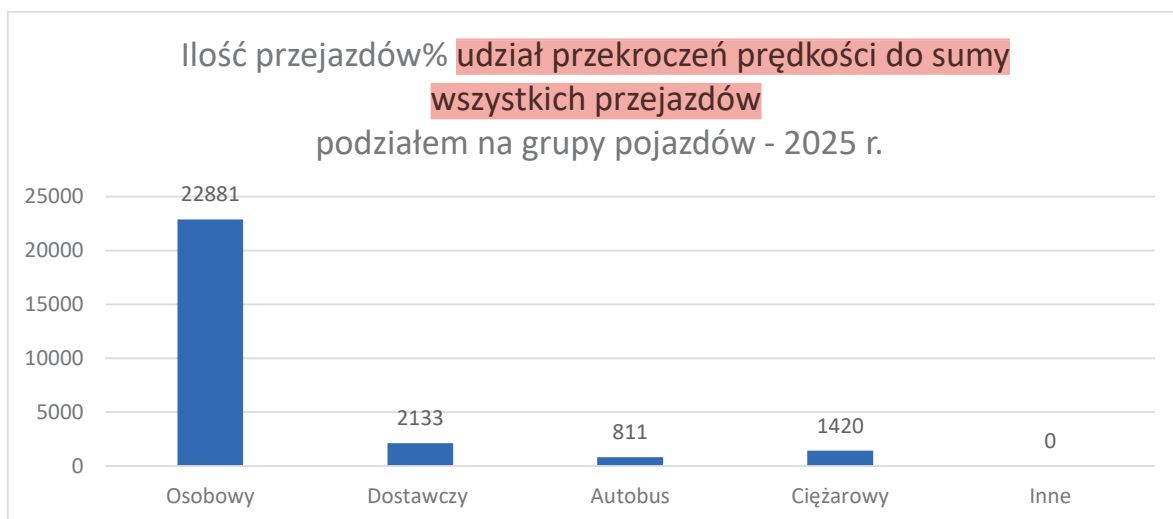 Ilość przejazdów% udział przekroczeń prędkości do sumy
wszystkich przejazdów
podziałem na grupy pojazdów - 2025 r.
25000
20000
15000
10000
5000
0
22881
2133
811
1420
0
Osobowy
Dostawczy
Autobus
Ciężarowy
Inne